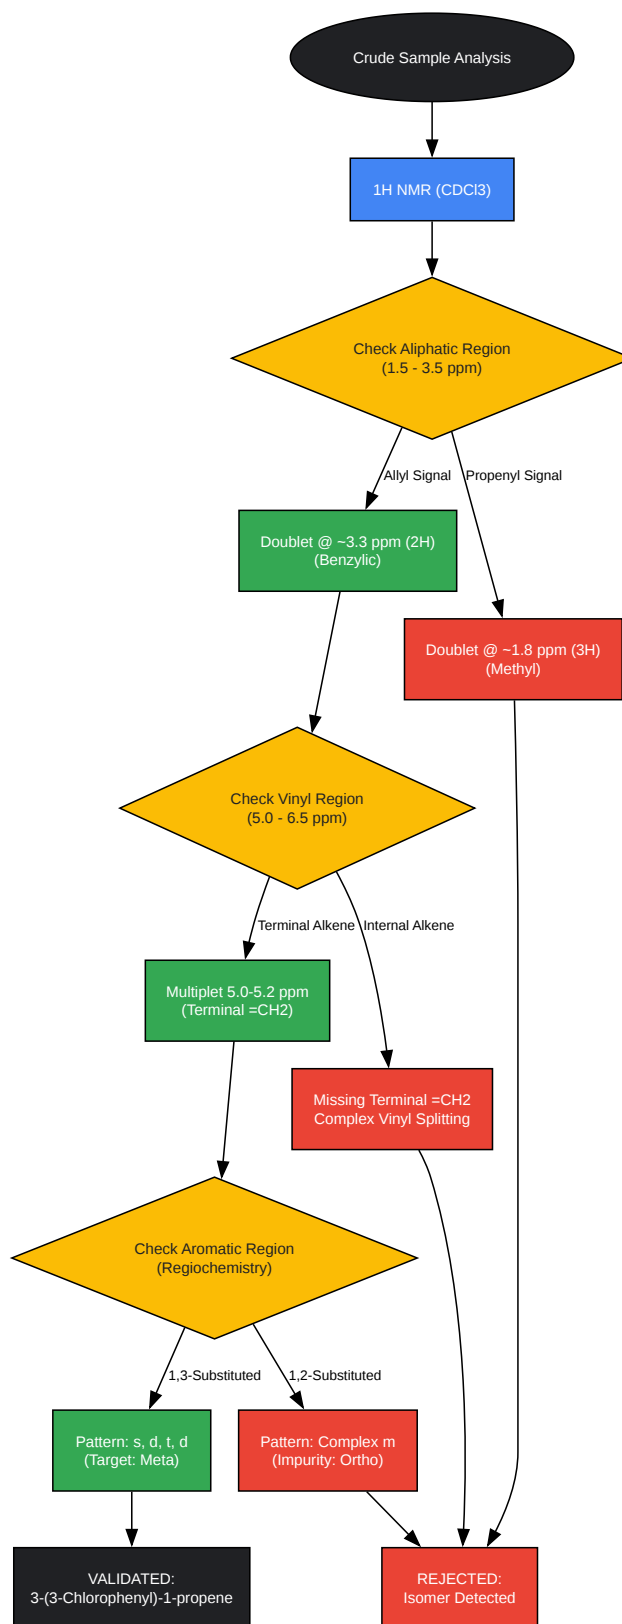 Crude Sample Analysis
1H NMR (CDCl3)
Check Aliphatic Region
(1.5 - 3.5 ppm)
Allyl Signal
Propenyl Signal
Doublet @ ~3.3 ppm (2H)
(Benzylic)
Doublet @ ~1.8 ppm (3H)
(Methyl)
Check Vinyl Region
(5.0 - 6.5 ppm)
Terminal Alkene
Internal Alkene
Multiplet 5.0-5.2 ppm
(Terminal =CH2)
Missing Terminal =CH2
Complex Vinyl Splitting
Check Aromatic Region
(Regiochemistry)
1,3-Substituted
1,2-Substituted
Pattern: s, d, t, d
(Target: Meta)
Pattern: Complex m
(Impurity: Ortho)
VALIDATED:
3-(3-Chlorophenyl)-1-propene
REJECTED:
Isomer Detected